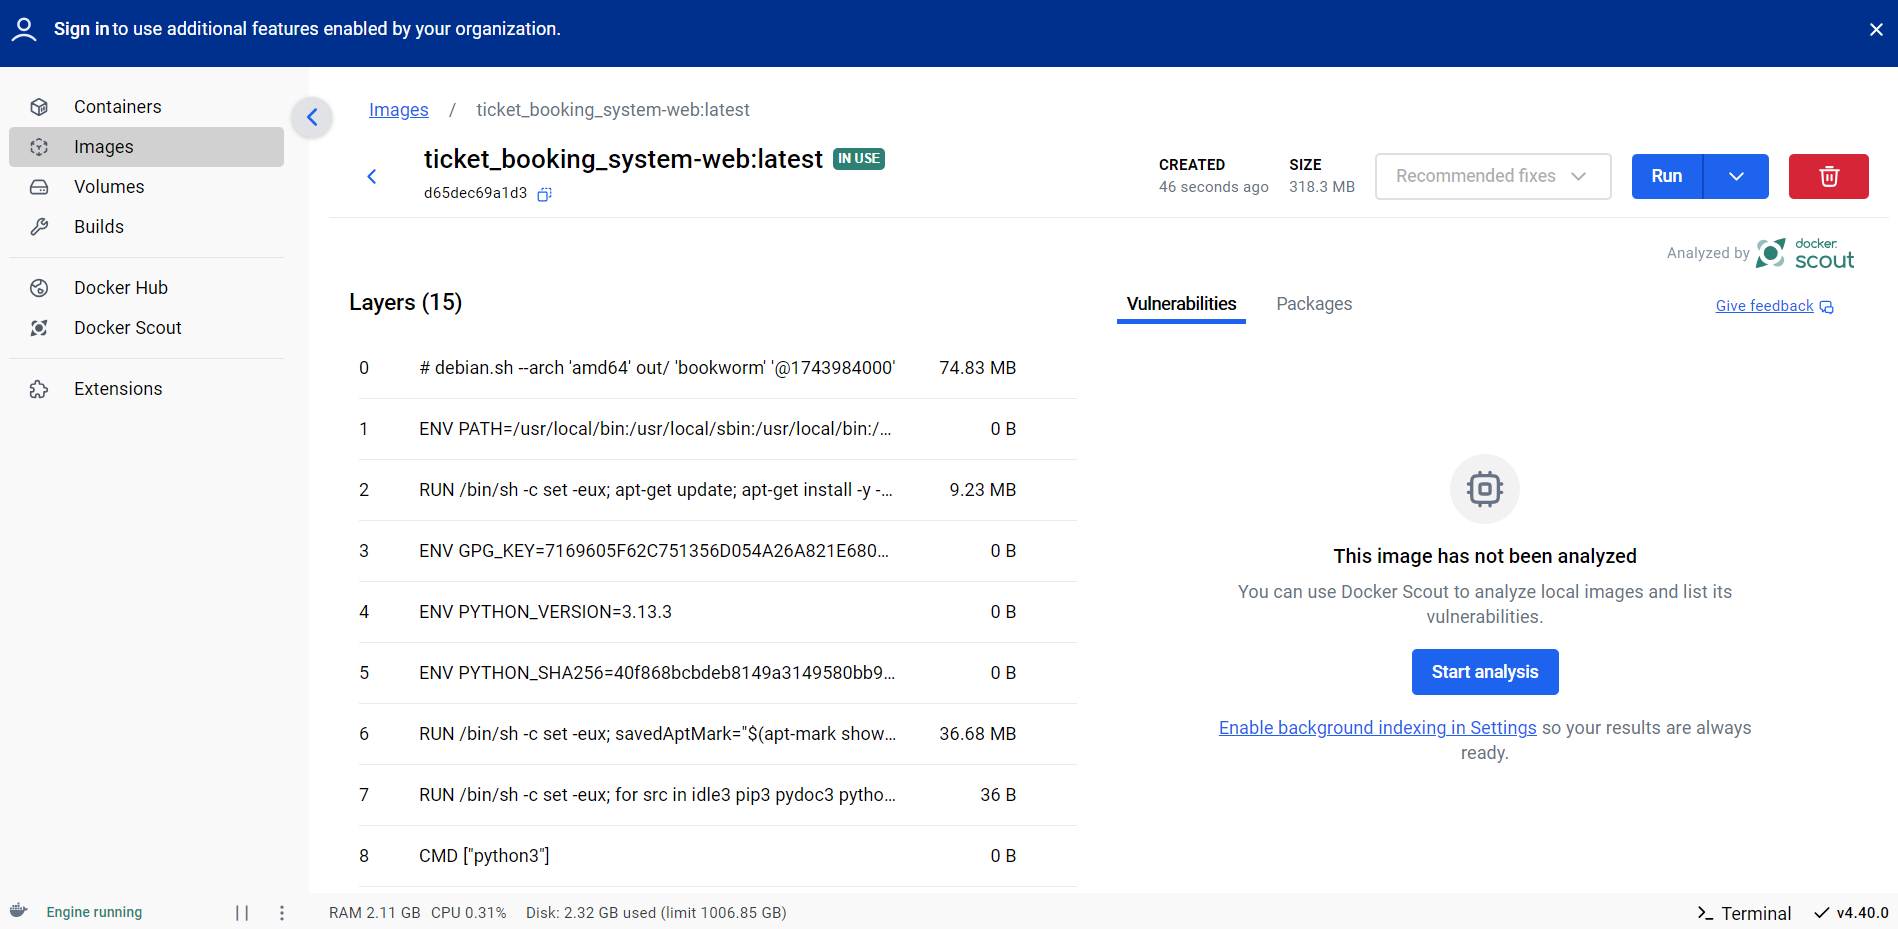 Sign in to use additional features enabled by your organization.
Containers
Images
Volumes
Builds
Docker Hub
Docker Scout
Extensions
Images / ticket_booking_system-web:latest
ticket_booking_system-web:latest IN USE
d65dec69a1d3
CREATED
46 seconds ago
SIZE
318.3 MB
Recommended fixes
Run
Analyzed by docker scout
Layers (15)
Vulnerabilities
Packages
Give feedback
0 # debian.sh --arch 'amd64' out/ 'bookworm' '@1743984000' 74.83 MB
1 ENV PATH=/usr/local/bin:/usr/local/sbin:/usr/local/bin:/... 0 B
2 RUN /bin/sh -c set -eux; apt-get update; apt-get install -y -... 9.23 MB
3 ENV GPG_KEY=7169605F62C751356D054A26A821E680... 0 B
4 ENV PYTHON_VERSION=3.13.3 0 B
5 ENV PYTHON_SHA256=40f868bcbdeb8149a3149580bb9... 0 B
6 RUN /bin/sh -c set -eux; savedAptMark="$(apt-mark show... 36.68 MB
7 RUN /bin/sh -c set -eux; for src in idle3 pip3 pydoc3 pytho... 36 B
8 CMD ["python3"] 0 B
This image has not been analyzed
You can use Docker Scout to analyze local images and list its
vulnerabilities.
Start analysis
Enable background indexing in Settings so your results are always
ready.
Engine running
RAM 2.11 GB CPU 0.31% Disk: 2.32 GB used (limit 1006.85 GB)
Terminal
v4.40.0